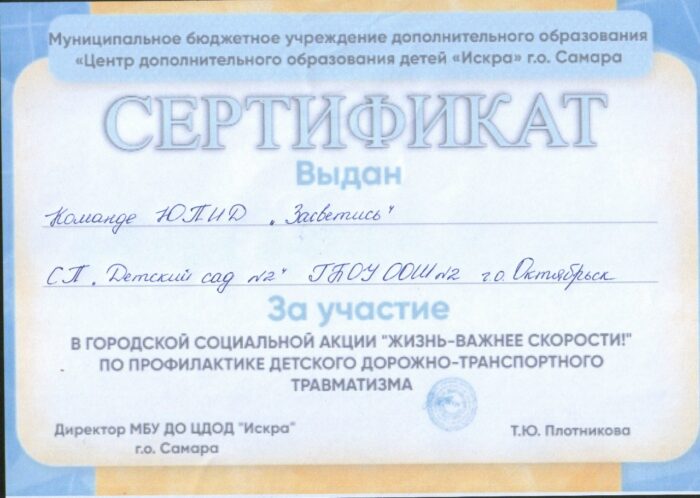 Муниципальное бюджетное учреждение дополнительного образования
«Центр дополнительного образования детей «Искра» г.о. Самара
СЕРТИФИКАТ
Выдан
Команде ЮПИД „Засветись"
СП „Детский сад №2" ГБОУ ООШ №2 г.о. Октябрьск
За участие
В ГОРОДСКОЙ СОЦИАЛЬНОЙ АКЦИИ "ЖИЗНЬ-ВАЖНЕЕ СКОРОСТИ!"
ПО ПРОФИЛАКТИКЕ ДЕТСКОГО ДОРОЖНО-ТРАНСПОРТНОГО
ТРАВМАТИЗМА
Директор МБУ ДО ЦДОД "Искра"
г.о. Самара
Т.Ю. Плотникова